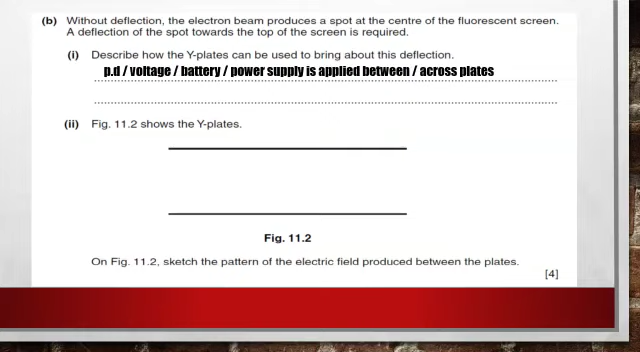 (b) Without deflection, the electron beam produces a spot at the centre of the fluorescent screen.
A deflection of the spot towards the top of the screen is required.
(i) Describe how the Y-plates can be used to bring about this deflection.
p.d / voltage / battery / power supply is applied between / across plates
(ii) Fig. 11.2 shows the Y-plates.
Fig. 11.2
On Fig. 11.2, sketch the pattern of the electric field produced between the plates.
[4]